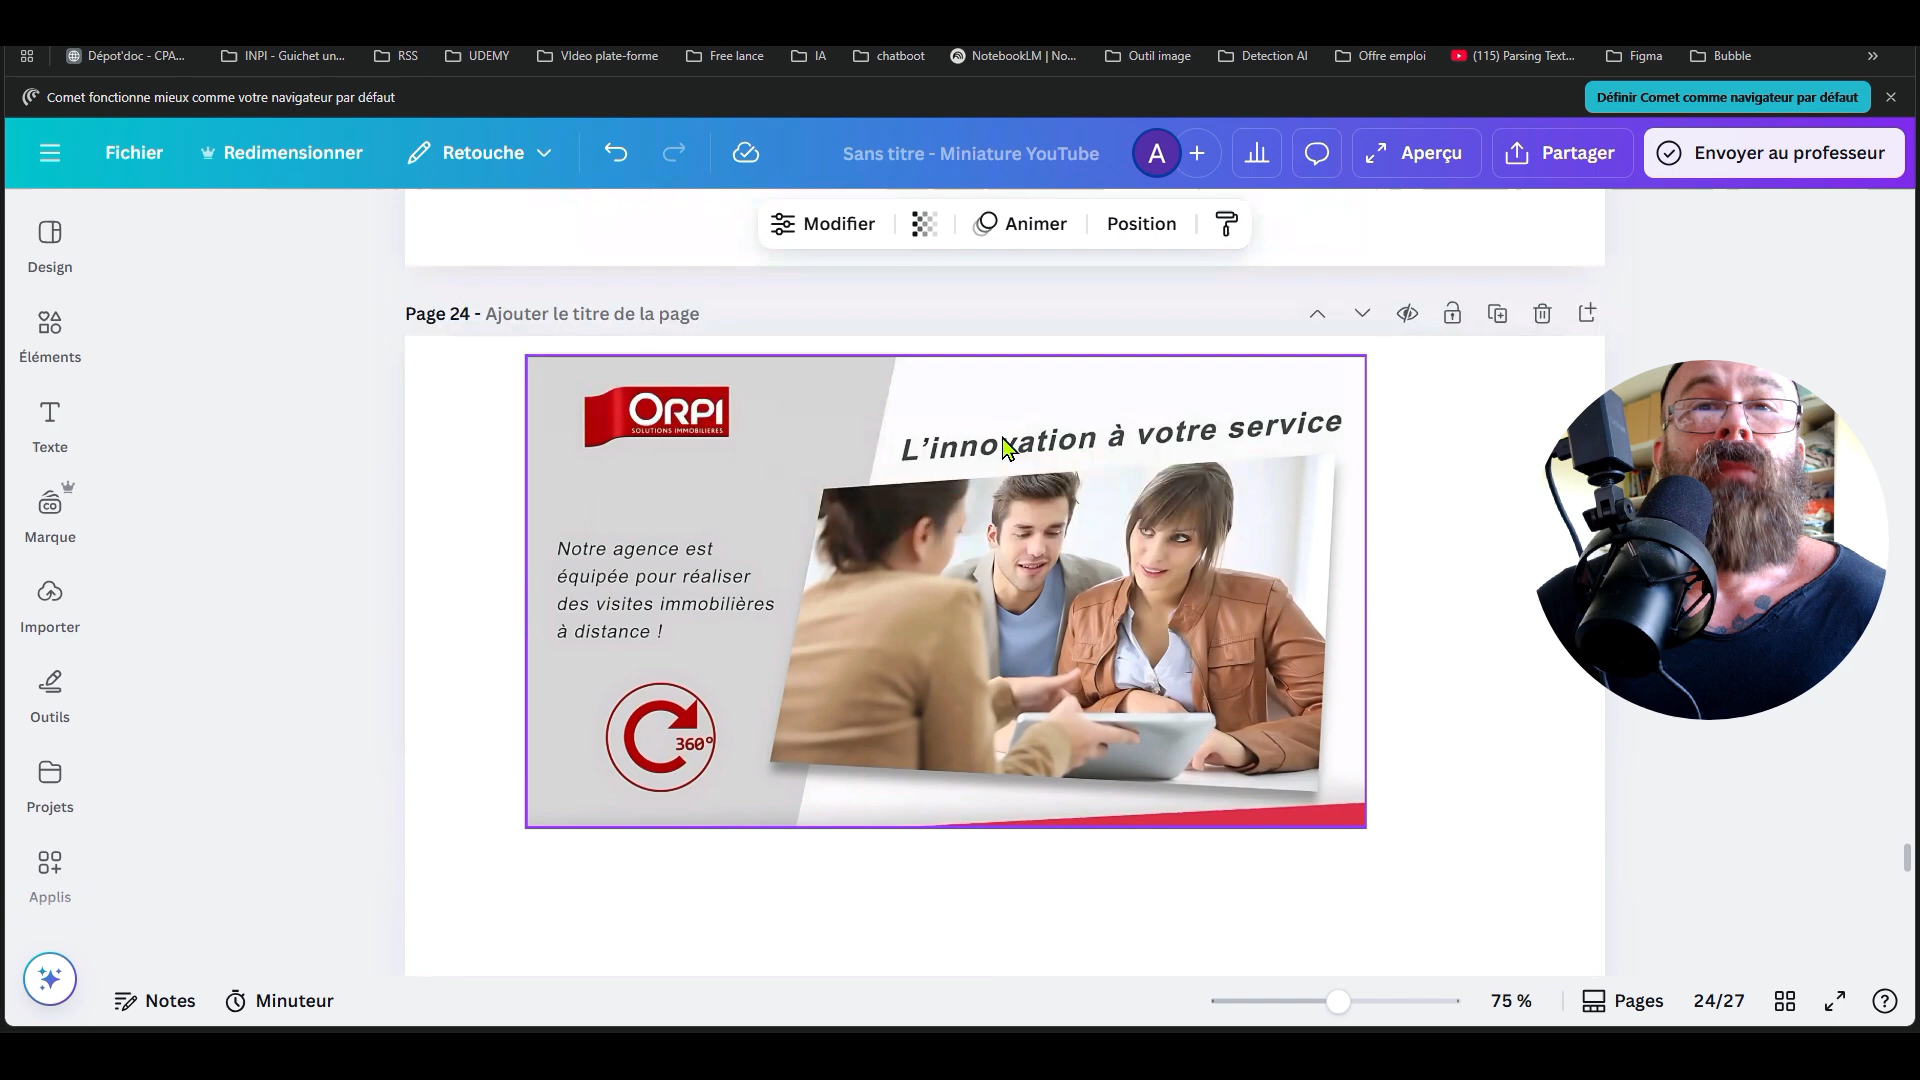 Dépot'doc - CPA...
INPI - Guichet un...
RSS
UDEMY
VIdeo plate-forme
Free lance
IA
chatboot
NotebookLM | No...
Outil image
Detection AI
Offre emploi
(115) Parsing Text...
Figma
Bubble
Comet fonctionne mieux comme votre navigateur par défaut
Définir Comet comme navigateur par défaut
Fichier
Redimensionner
Retouche
Sans titre - Miniature YouTube
A
Aperçu
Partager
Envoyer au professeur
Modifier
Animer
Position
Design
Éléments
Texte
Marque
Importer
Outils
Projets
Applis
Page 24 - Ajouter le titre de la page
ORPI
SOLUTIONS IMMOBILIERES
L'innovation à votre service
Notre agence est
équipée pour réaliser
des visites immobilières
à distance !
360°
Notes
Minuteur
75 %
Pages
24/27